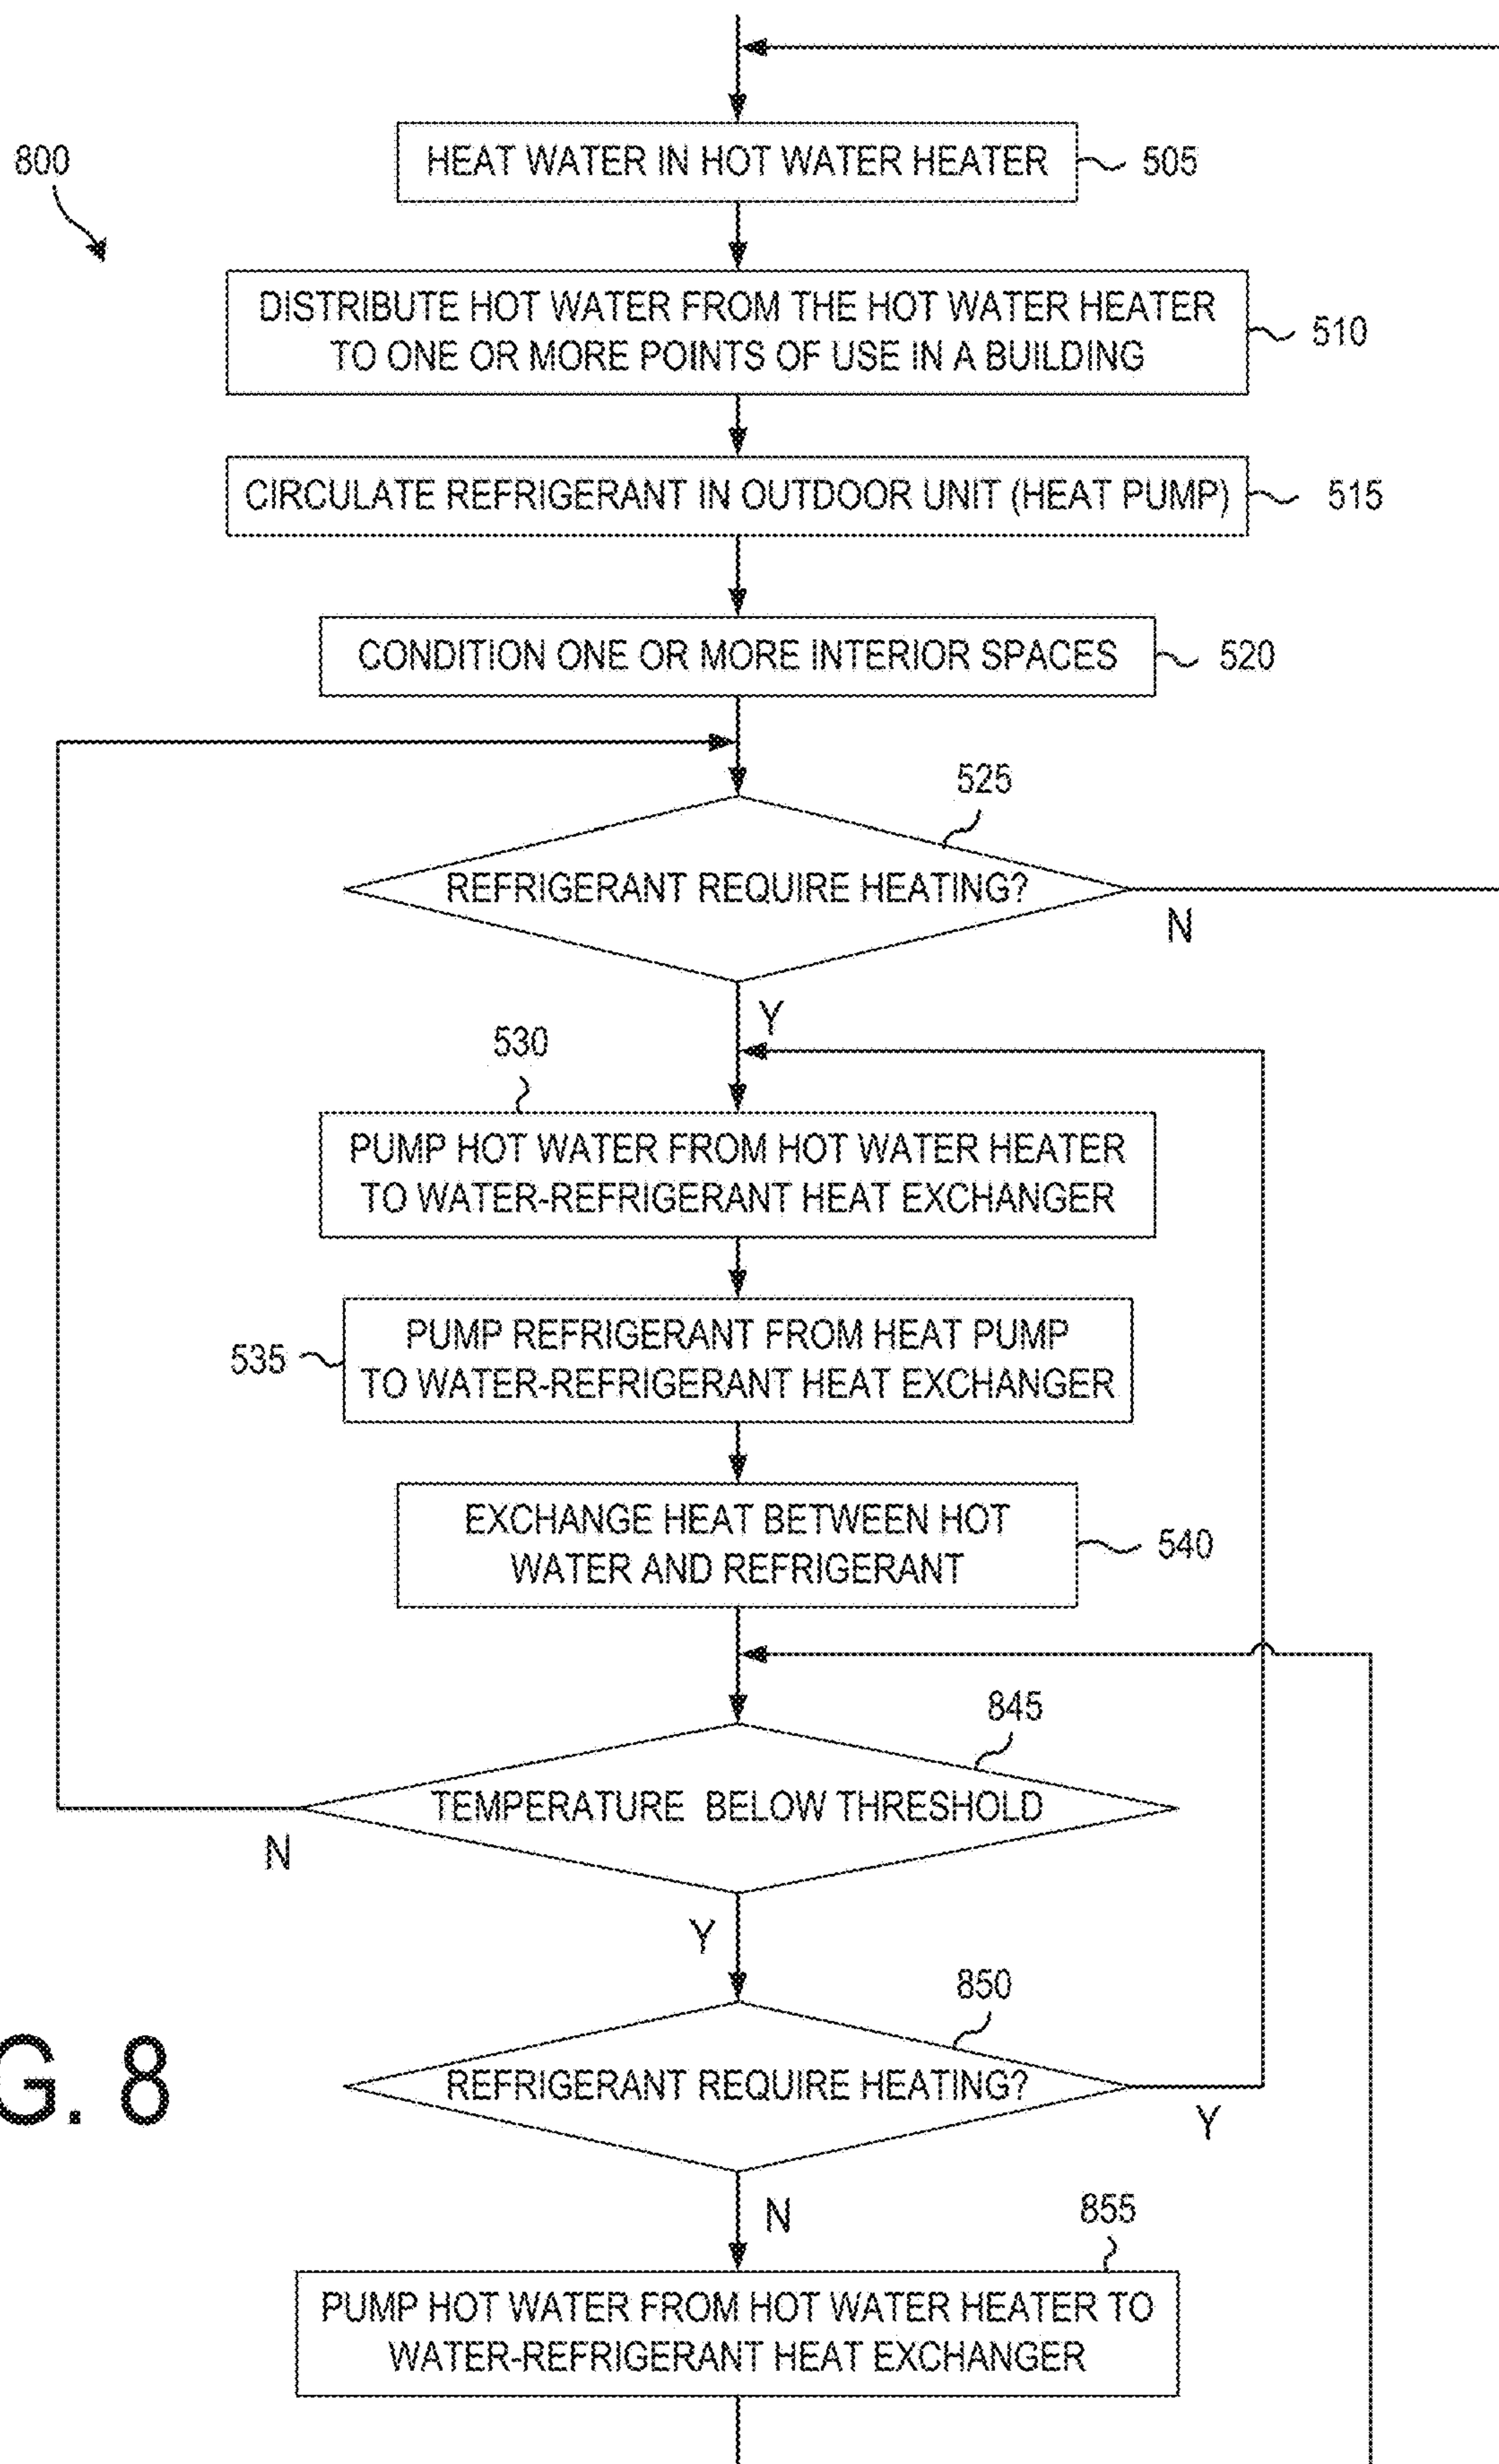 800
HEAT WATER IN HOT WATER HEATER
505
DISTRIBUTE HOT WATER FROM THE HOT WATER HEATER
TO ONE OR MORE POINTS OF USE IN A BUILDING
510
CIRCULATE REFRIGERANT IN OUTDOOR UNIT (HEAT PUMP)
515
CONDITION ONE OR MORE INTERIOR SPACES
520
525
REFRIGERANT REQUIRE HEATING?
N
Y
530
PUMP HOT WATER FROM HOT WATER HEATER
TO WATER-REFRIGERANT HEAT EXCHANGER
535
PUMP REFRIGERANT FROM HEAT PUMP
TO WATER-REFRIGERANT HEAT EXCHANGER
EXCHANGE HEAT BETWEEN HOT
WATER AND REFRIGERANT
540
845
TEMPERATURE BELOW THRESHOLD
N
Y
850
REFRIGERANT REQUIRE HEATING?
Y
N
G. 8
855
PUMP HOT WATER FROM HOT WATER HEATER TO
WATER-REFRIGERANT HEAT EXCHANGER